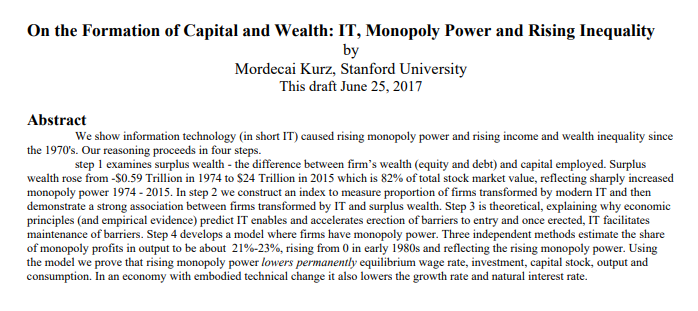 On the Formation of Capital and Wealth: IT, Monopoly Power and Rising Inequality
by
Mordecai Kurz, Stanford University
This draft June 25, 2017
Abstract
We show information technology (in short IT) caused rising monopoly power and rising income and wealth inequality since
the 1970's. Our reasoning proceeds in four steps.
step 1 examines surplus wealth - the difference between firm's wealth (equity and debt) and capital employed. Surplus
wealth rose from -$0.59 Trillion in 1974 to $24 Trillion in 2015 which is 82% of total stock market value, reflecting sharply increased
monopoly power 1974 - 2015. In step 2 we construct an index to measure proportion of firms transformed by modern IT and then
demonstrate a strong association between firms transformed by IT and surplus wealth. Step 3 is theoretical, explaining why economic
principles (and empirical evidence) predict IT enables and accelerates erection of barriers to entry and once erected, IT facilitates
maintenance of barriers. Step 4 develops a model where firms have monopoly power. Three independent methods estimate the share
of monopoly profits in output to be about 21%-23%, rising from 0 in early 1980s and reflecting the rising monopoly power. Using
the model we prove that rising monopoly power lowers permanently equilibrium wage rate, investment, capital stock, output and
consumption. In an economy with embodied technical change it also lowers the growth rate and natural interest rate.